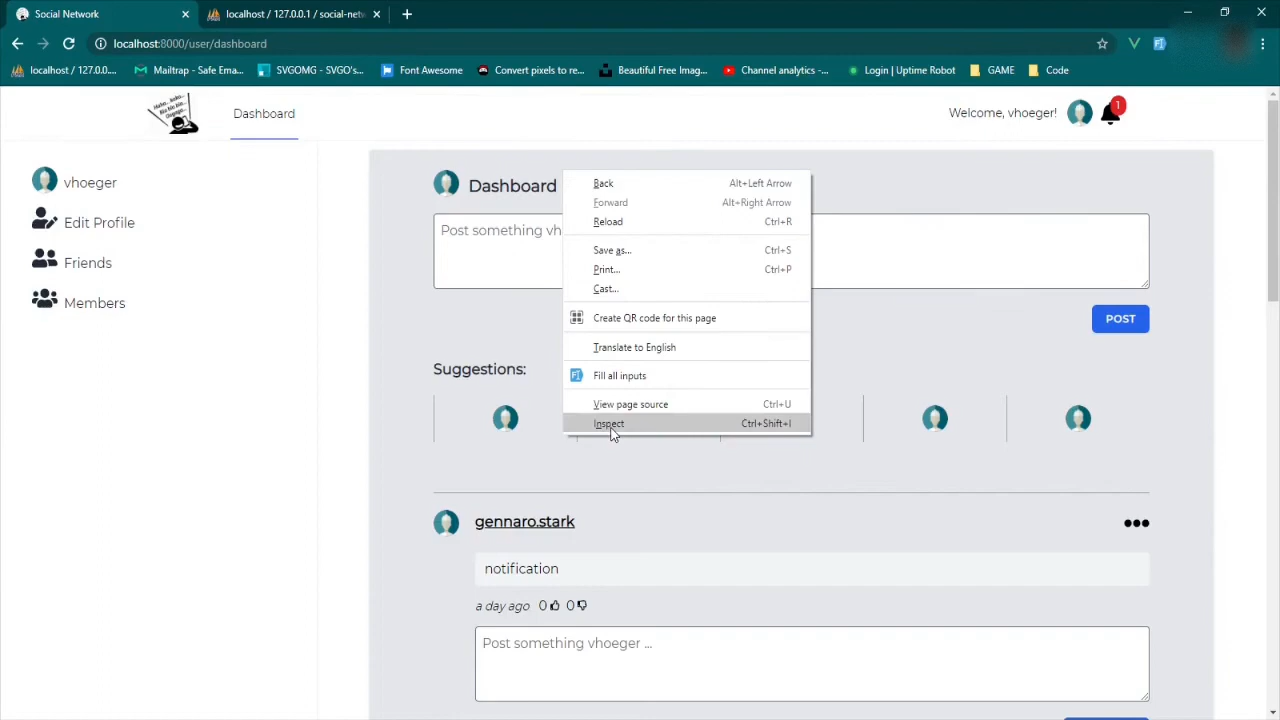 Social Network
localhost / 127.0.0.1 / social-netw
localhost:8000/user/dashboard
localhost / 127.0.0....
Mailtrap - Safe Ema...
SVGOMG - SVGO's...
Font Awesome
Convert pixels to re...
Beautiful Free Imag...
Channel analytics -...
Login | Uptime Robot
GAME
Code
Dashboard
Welcome, vhoeger!
1
vhoeger
Edit Profile
Friends
Members
Dashboard
Post something vh
POST
Back Alt+Left Arrow
Forward Alt+Right Arrow
Reload Ctrl+R
Save as... Ctrl+S
Print... Ctrl+P
Cast...
Create QR code for this page
Translate to English
Fill all inputs
View page source Ctrl+U
Inspect Ctrl+Shift+I
Suggestions:
gennaro.stark
notification
a day ago 0 0
Post something vhoeger ...